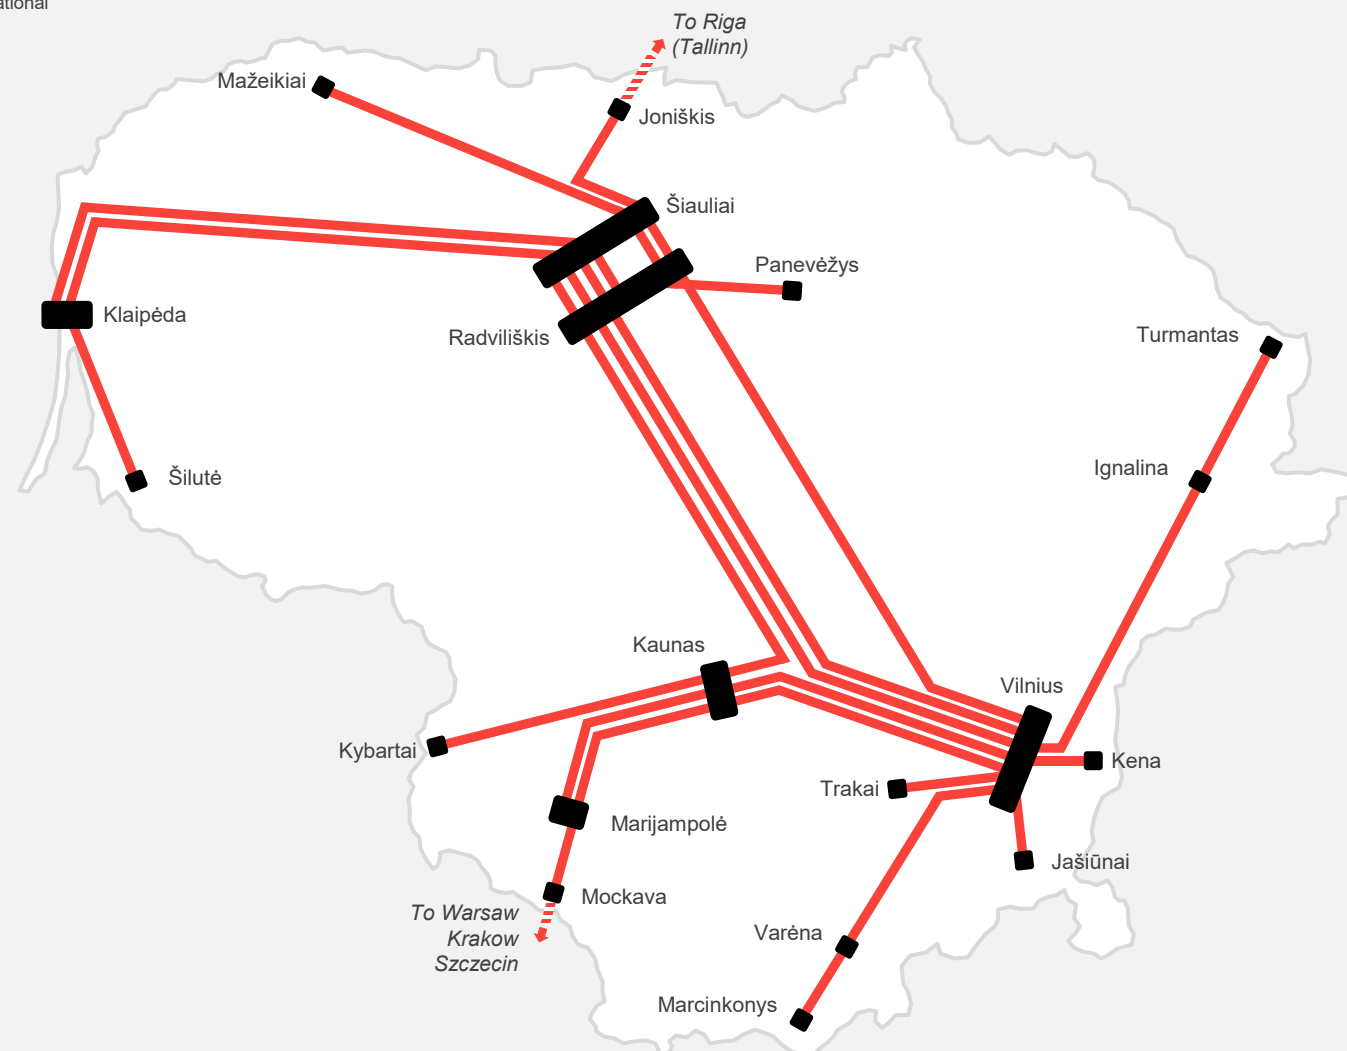 To Riga
(Tallinn)
Mažeikiai
Joniškis
Šiauliai
Panevėžys
Klaipėda
Radviliškis
Turmantas
Ignalina
Šilutė
Kaunas
Vilnius
Kybartai
Kena
Trakai
Marijampolė
Jašiūnai
Mockava
To Warsaw
Krakow
Szczecin
Varėna
Marcinkonys